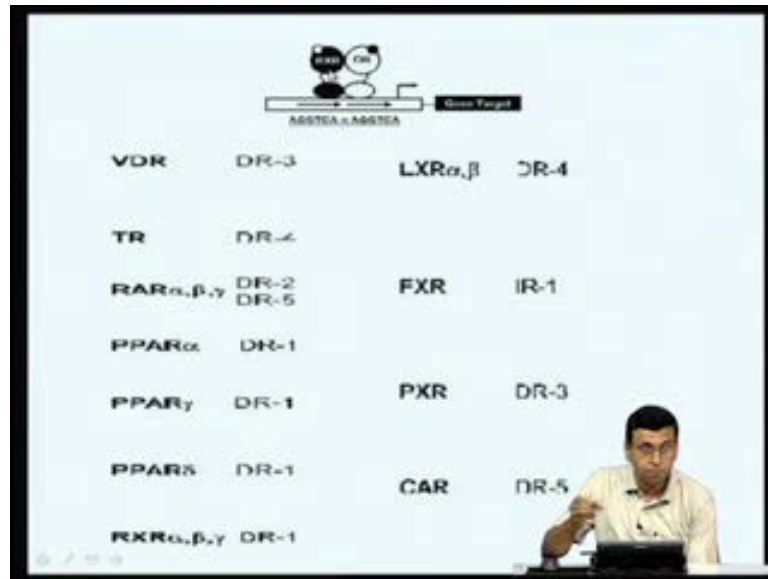 RXR OR
Gene Target
AGGTCA n AGGTCA
VDR DR-3
TR DR-4
RARα,β,γ DR-2
DR-5
PPARα DR-1
PPARγ DR-1
PPARδ DR-1
RXRα,β,γ DR-1
LXRα,β DR-4
FXR IR-1
PXR DR-3
CAR DR-5